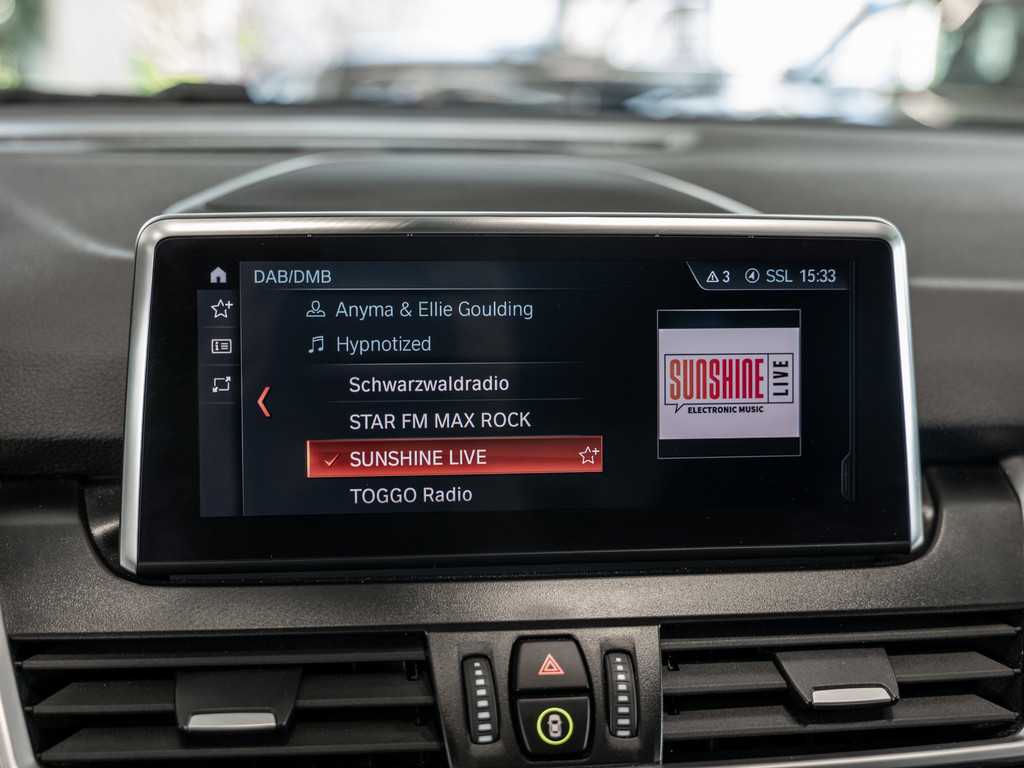 DAB/DMB
3 SSL 15:33
Anyma & Ellie Goulding
Hypnotized
Schwarzwaldradio
STAR FM MAX ROCK
SUNSHINE LIVE
TOGGO Radio
SUNSHINE LIVE
ELECTRONIC MUSIC